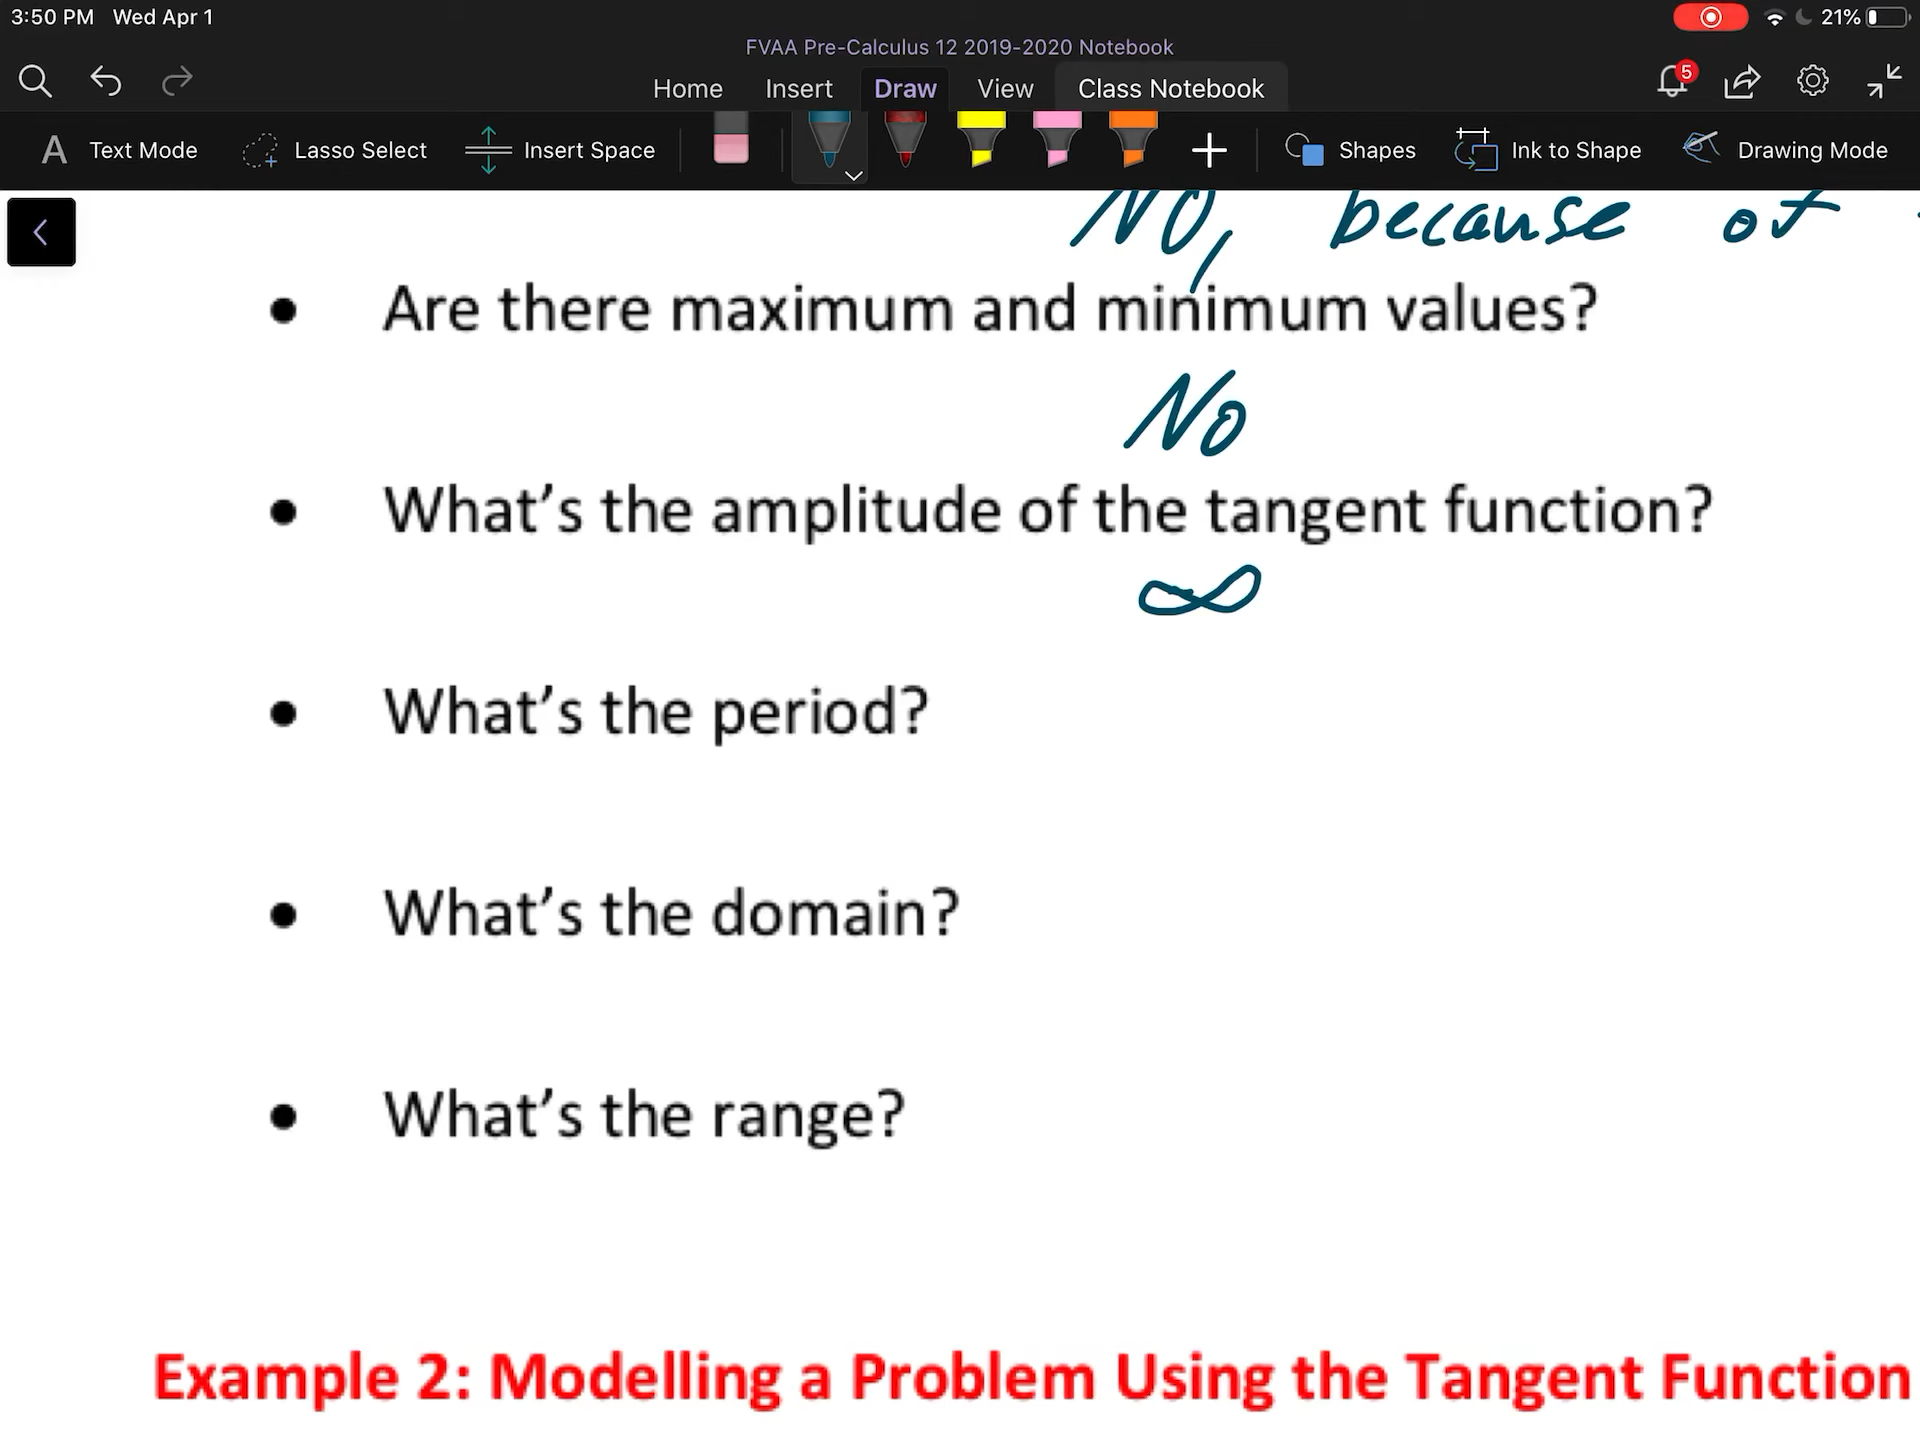 3:50 PM Wed Apr 1
21%
FVAA Pre-Calculus 12 2019-2020 Notebook
Home Insert Draw View Class Notebook
5
A Text Mode Lasso Select Insert Space Shapes Ink to Shape Drawing Mode
NO, because of
• Are there maximum and minimum values?
No
• What’s the amplitude of the tangent function?
∞
• What’s the period?
• What’s the domain?
• What’s the range?
Example 2: Modelling a Problem Using the Tangent Function